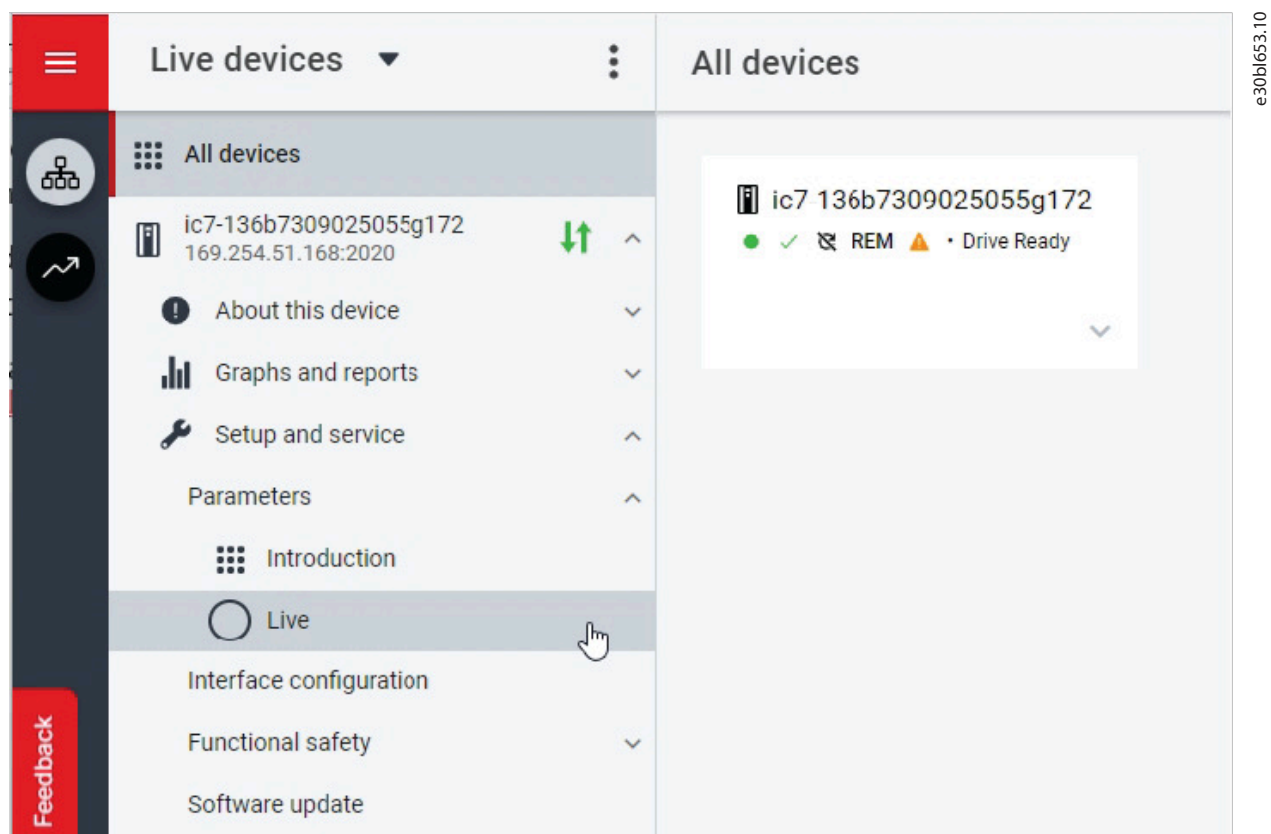 Live devices
All devices
All devices
ic7-136b7309025055g172
169.254.51.168:2020
About this device
Graphs and reports
Setup and service
Parameters
Introduction
Live
Interface configuration
Functional safety
Software update
Feedback
ic7-136b7309025055g172
REM • Drive Ready
e30bl653.10